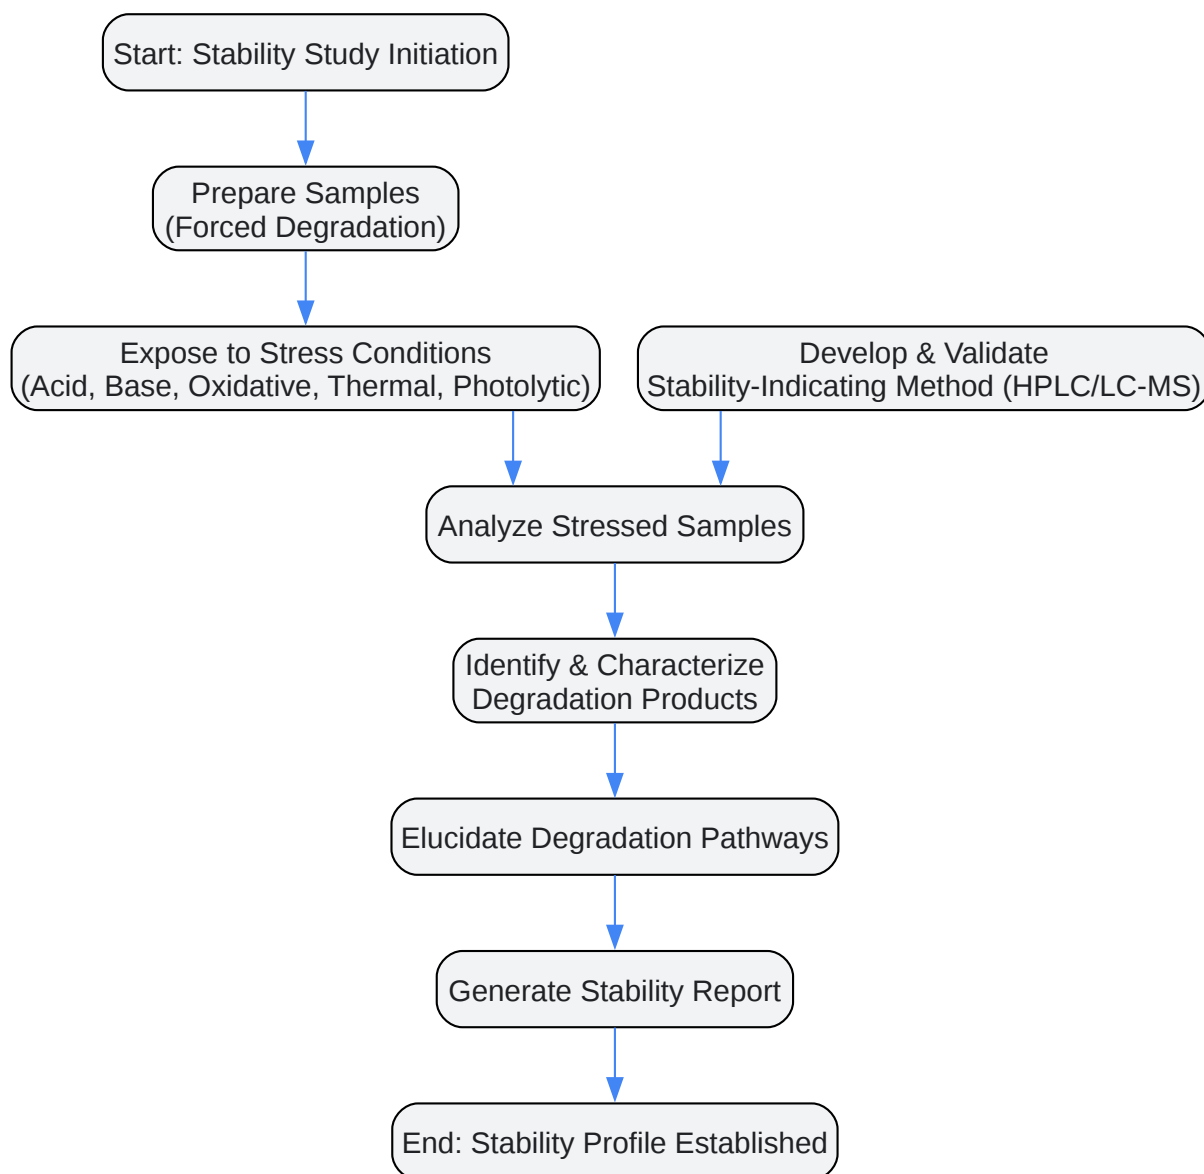 Start: Stability Study Initiation
Prepare Samples
(Forced Degradation)
Expose to Stress Conditions
(Acid, Base, Oxidative, Thermal, Photolytic)
Develop & Validate
Stability-Indicating Method (HPLC/LC-MS)
Analyze Stressed Samples
Identify & Characterize
Degradation Products
Elucidate Degradation Pathways
Generate Stability Report
End: Stability Profile Established